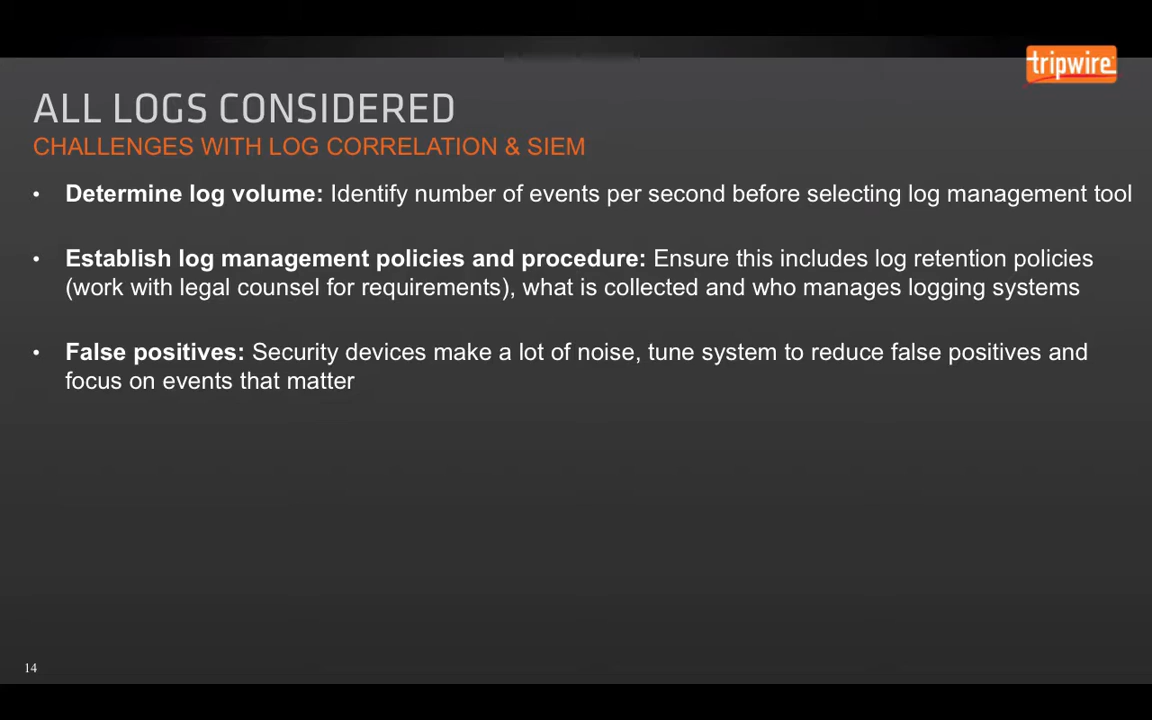 tripwire
ALL LOGS CONSIDERED
CHALLENGES WITH LOG CORRELATION & SIEM
• Determine log volume: Identify number of events per second before selecting log management tool
• Establish log management policies and procedure: Ensure this includes log retention policies
(work with legal counsel for requirements), what is collected and who manages logging systems
• False positives: Security devices make a lot of noise, tune system to reduce false positives and
focus on events that matter
14